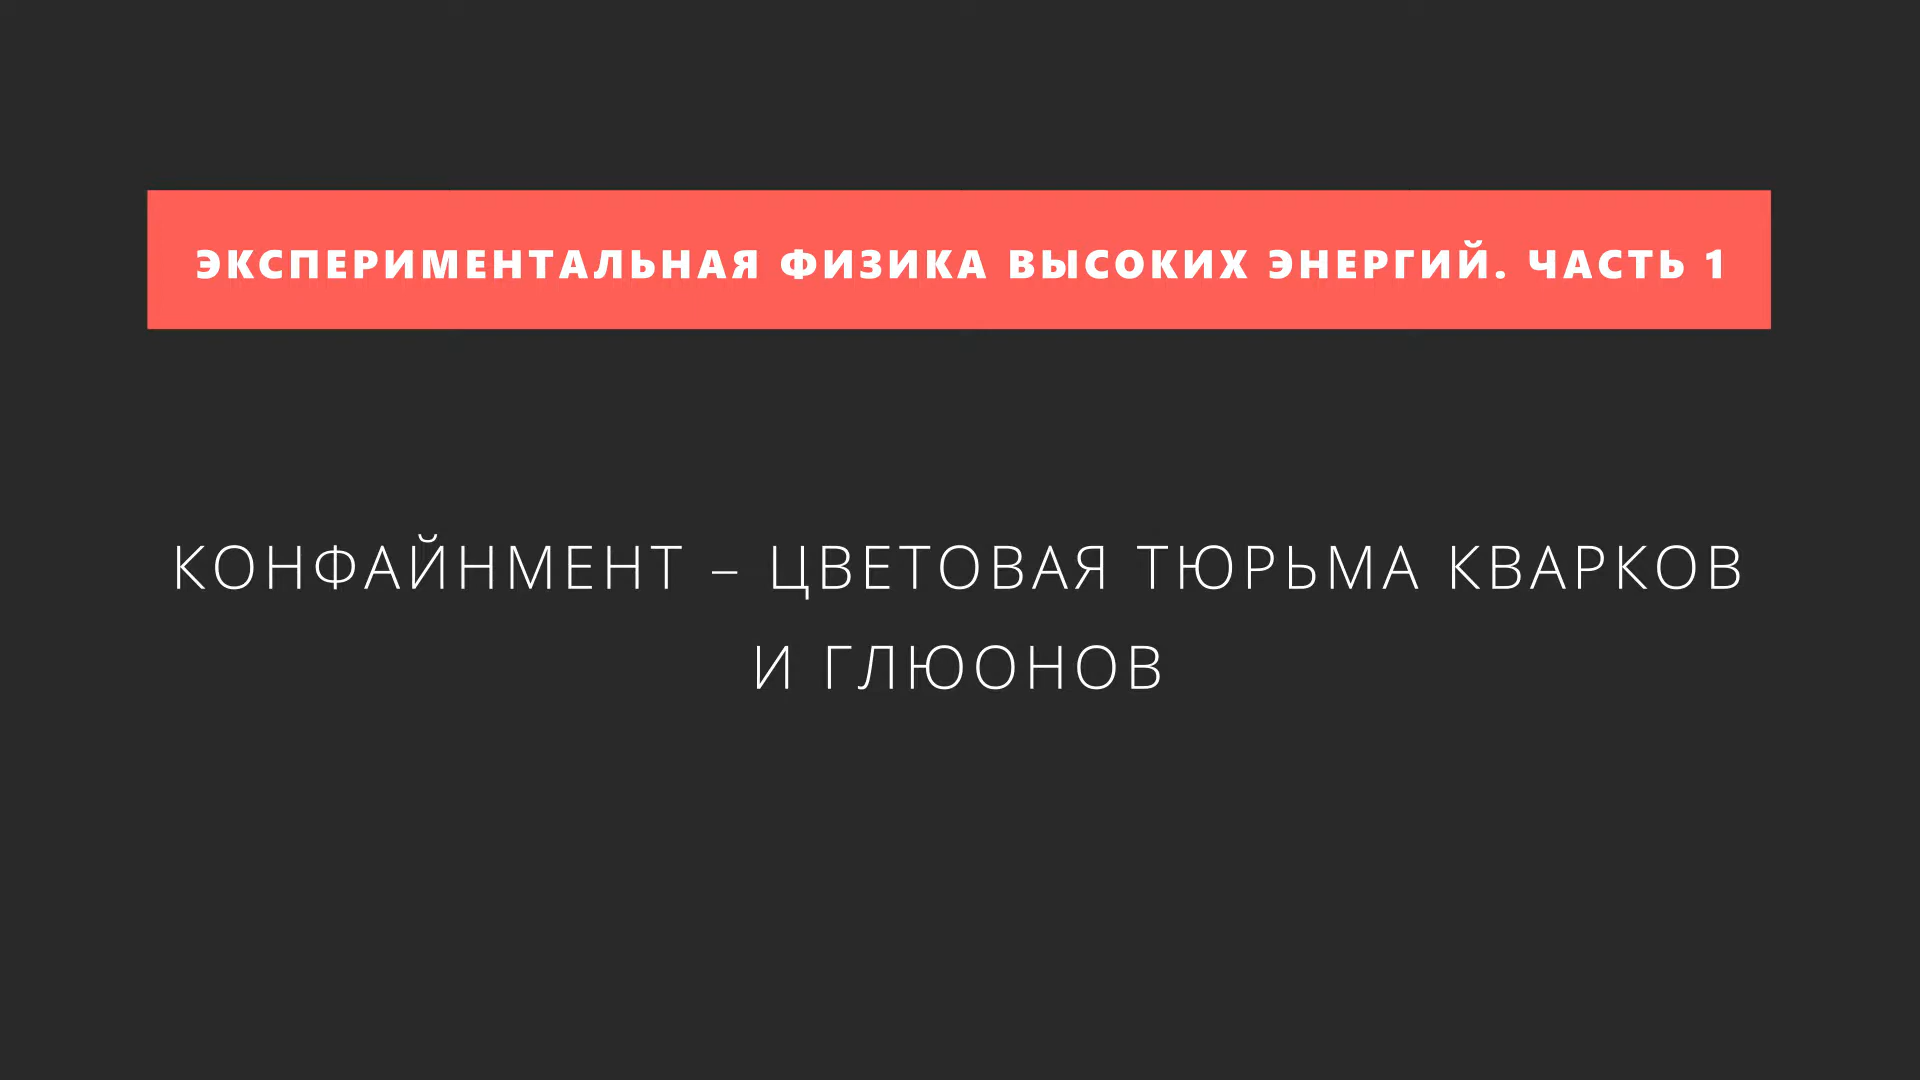 ЭКСПЕРИМЕНТАЛЬНАЯ ФИЗИКА ВЫСОКИХ ЭНЕРГИЙ. ЧАСТЬ 1
КОНФАЙНМЕНТ – ЦВЕТОВАЯ ТЮРЬМА КВАРКОВ
И ГЛЮОНОВ